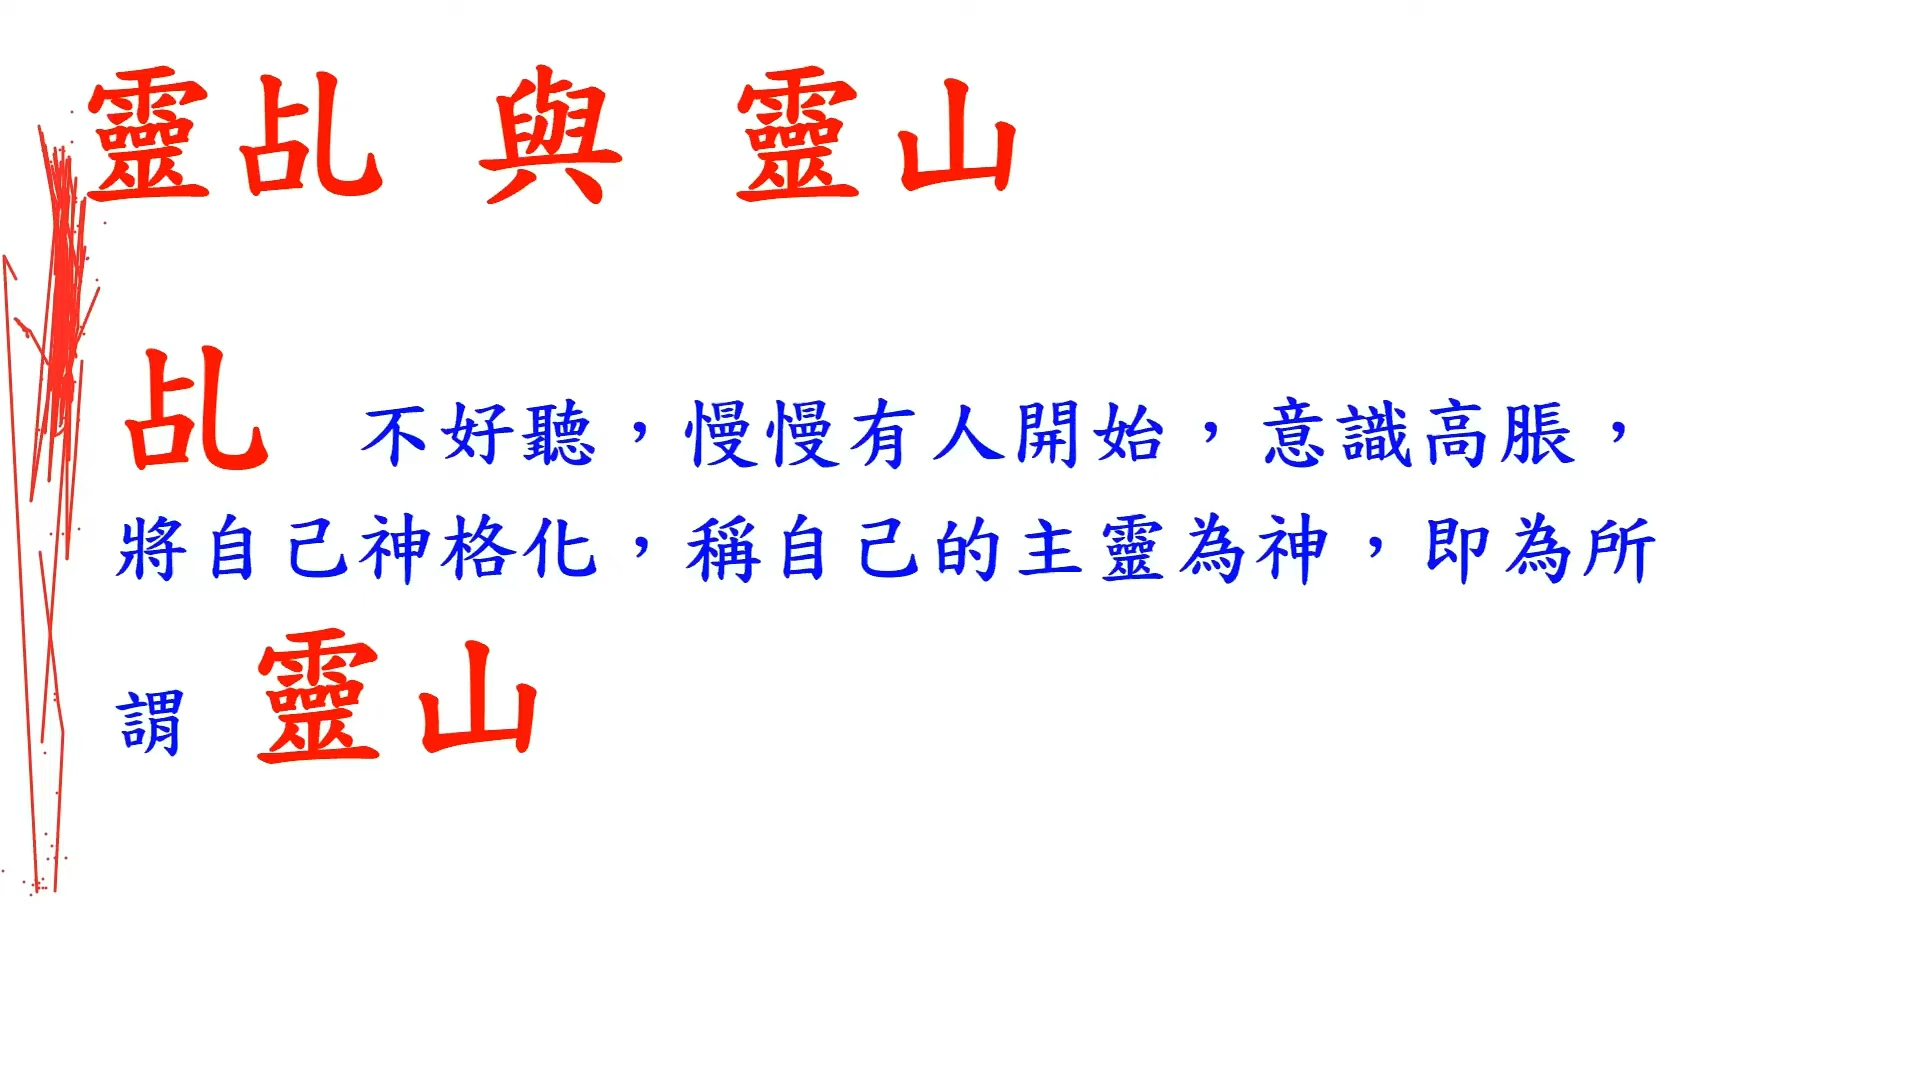 靈乩 與 靈山
乩 不好聽，慢慢有人開始，意識高脹，
將自己神格化，稱自己的主靈為神，即為所
謂 靈山